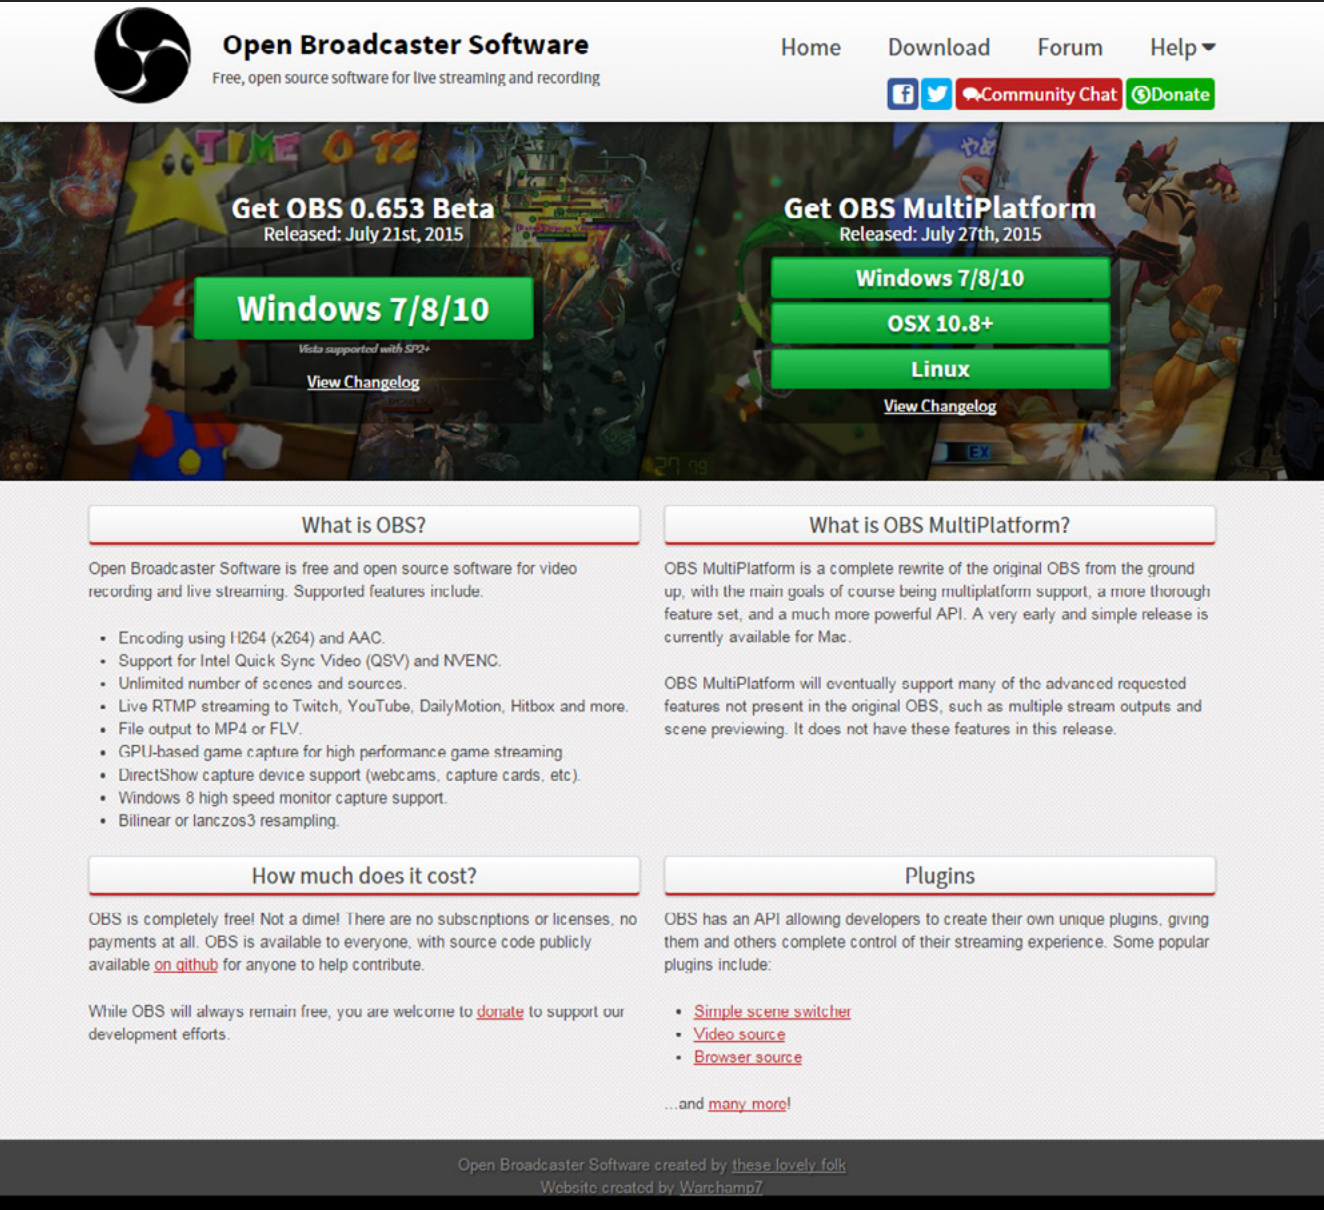 Open Broadcaster Software
Free, open source software for live streaming and recording
Home Download Forum Help
Community Chat Donate
TIME 0'12
Get OBS 0.653 Beta
Released: July 21st, 2015
Windows 7/8/10
Vista supported with SP2+
View Changelog
Get OBS MultiPlatform
Released: July 27th, 2015
Windows 7/8/10
OSX 10.8+
Linux
View Changelog
EX
What is OBS?
Open Broadcaster Software is free and open source software for video
recording and live streaming. Supported features include:
• Encoding using H264 (x264) and AAC.
• Support for Intel Quick Sync Video (QSV) and NVENC.
• Unlimited number of scenes and sources.
• Live RTMP streaming to Twitch, YouTube, DailyMotion, Hitbox and more.
• File output to MP4 or FLV.
• GPU-based game capture for high performance game streaming.
• DirectShow capture device support (webcams, capture cards, etc).
• Windows 8 high speed monitor capture support.
• Bilinear or lanczos3 resampling.
What is OBS MultiPlatform?
OBS MultiPlatform is a complete rewrite of the original OBS from the ground
up, with the main goals of course being multiplatform support, a more thorough
feature set, and a much more powerful API. A very early and simple release is
currently available for Mac.
OBS MultiPlatform will eventually support many of the advanced requested
features not present in the original OBS, such as multiple stream outputs and
scene previewing. It does not have these features in this release.
How much does it cost?
OBS is completely free! Not a dime! There are no subscriptions or licenses, no
payments at all. OBS is available to everyone, with source code publicly
available on github for anyone to help contribute.
While OBS will always remain free, you are welcome to donate to support our
development efforts.
Plugins
OBS has an API allowing developers to create their own unique plugins, giving
them and others complete control of their streaming experience. Some popular
plugins include:
• Simple scene switcher
• Video source
• Browser source
...and many more!
Open Broadcaster Software created by these lovely folk
Website created by Warchamp7